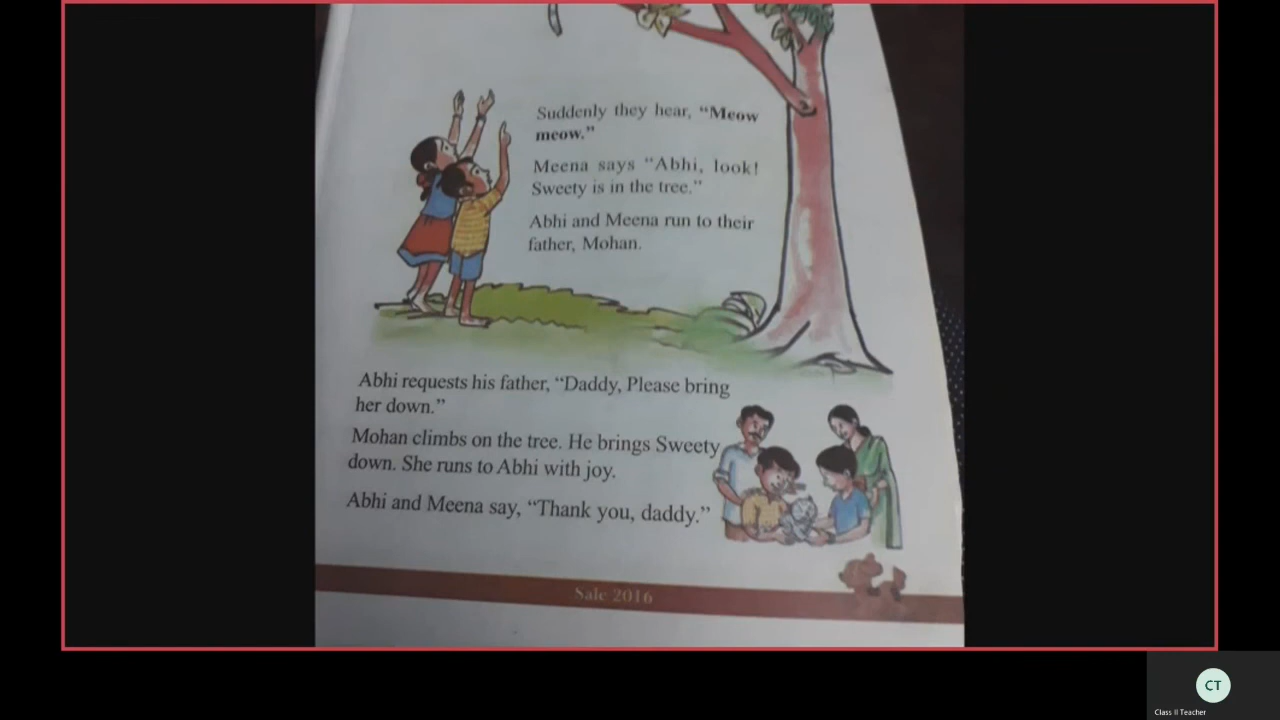 Suddenly they hear, “Meow
meow.”
Meena says “Abhi, look!
Sweety is in the tree.”
Abhi and Meena run to their
father, Mohan.
Abhi requests his father, “Daddy, Please bring
her down.”
Mohan climbs on the tree. He brings Sweety
down. She runs to Abhi with joy.
Abhi and Meena say, “Thank you, daddy.”
Sale 2016
CT
Class II Teacher